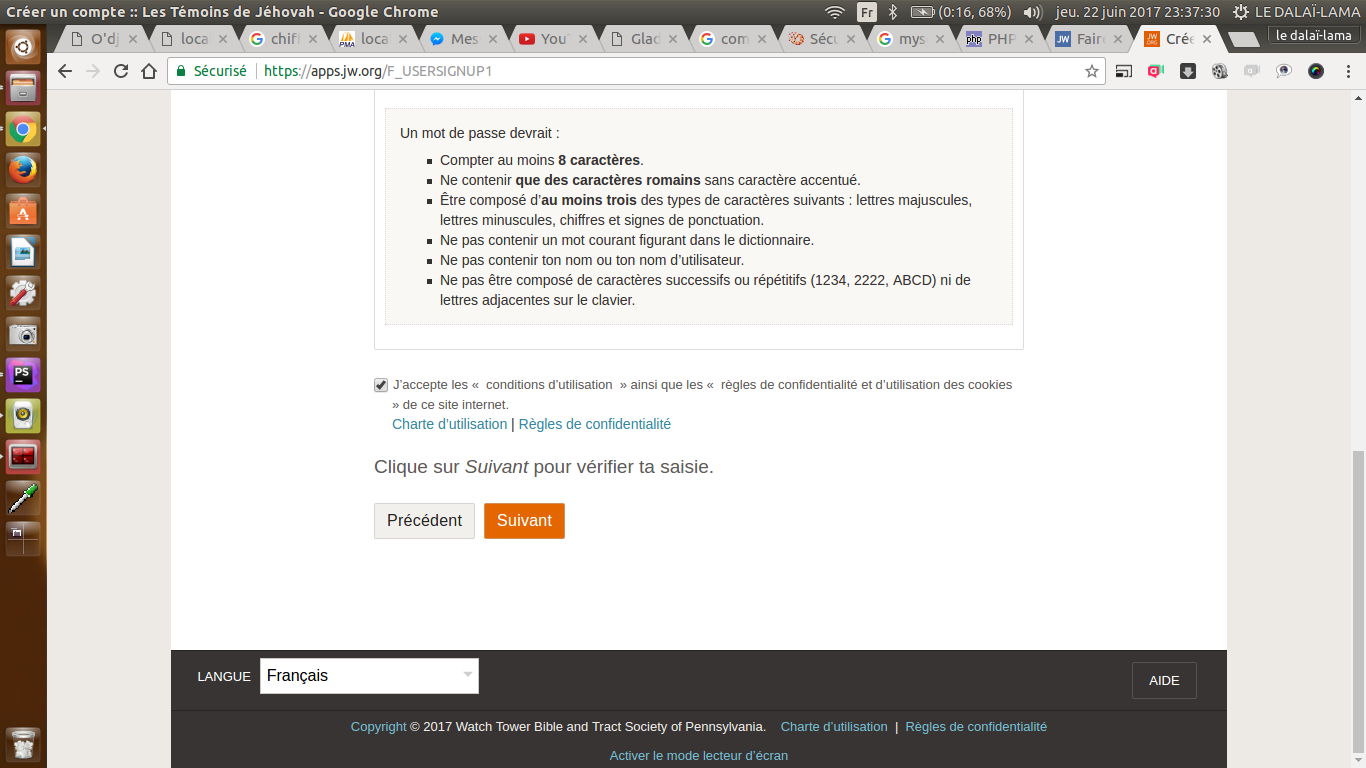 Créer un compte :: Les Témoins de Jéhovah - Google Chrome
Fr
(0:16, 68%)
jeu. 22 juin 2017 23:37:30
LE DALAÏ-LAMA
O'dj
loca
chiff
loca
Mes
You
Glad
com
Sécu
mys
PHP
Faire
Crée
le dalaï-lama
Sécurisé
https://apps.jw.org/F_USERSIGNUP1
Un mot de passe devrait :
Compter au moins 8 caractères.
Ne contenir que des caractères romains sans caractère accentué.
Être composé d’au moins trois des types de caractères suivants : lettres majuscules,
lettres minuscules, chiffres et signes de ponctuation.
Ne pas contenir un mot courant figurant dans le dictionnaire.
Ne pas contenir ton nom ou ton nom d’utilisateur.
Ne pas être composé de caractères successifs ou répétitifs (1234, 2222, ABCD) ni de
lettres adjacentes sur le clavier.
J’accepte les « conditions d’utilisation » ainsi que les « règles de confidentialité et d’utilisation des cookies
» de ce site internet.
Charte d’utilisation | Règles de confidentialité
Clique sur Suivant pour vérifier ta saisie.
Précédent
Suivant
LANGUE
Français
AIDE
Copyright © 2017 Watch Tower Bible and Tract Society of Pennsylvania.
Charte d’utilisation | Règles de confidentialité
Activer le mode lecteur d’écran